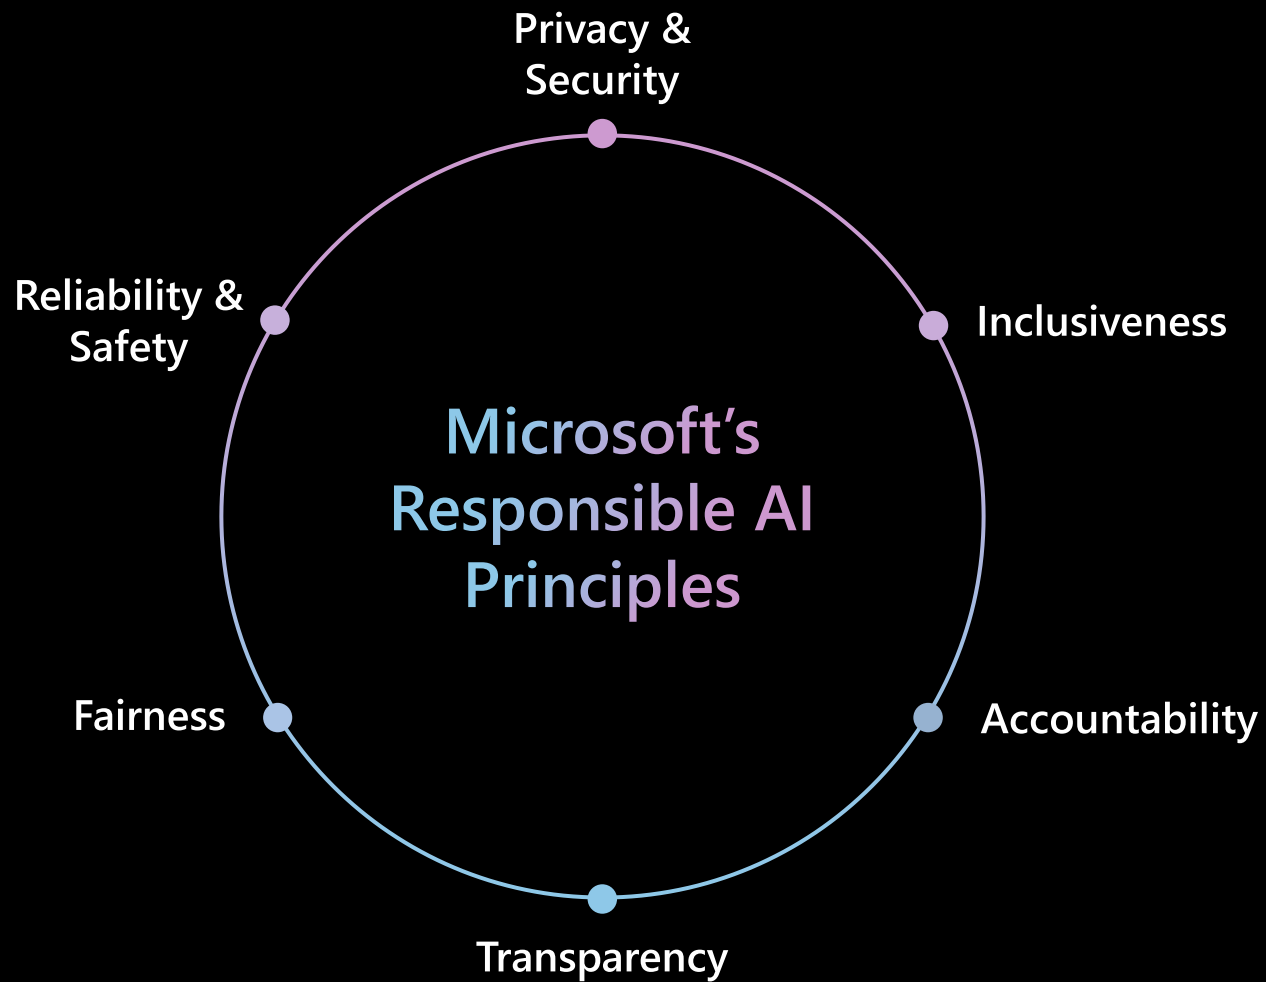 Privacy &
Security
Reliability &
Safety
Inclusiveness
Microsoft’s
Responsible AI
Principles
Fairness
Accountability
Transparency